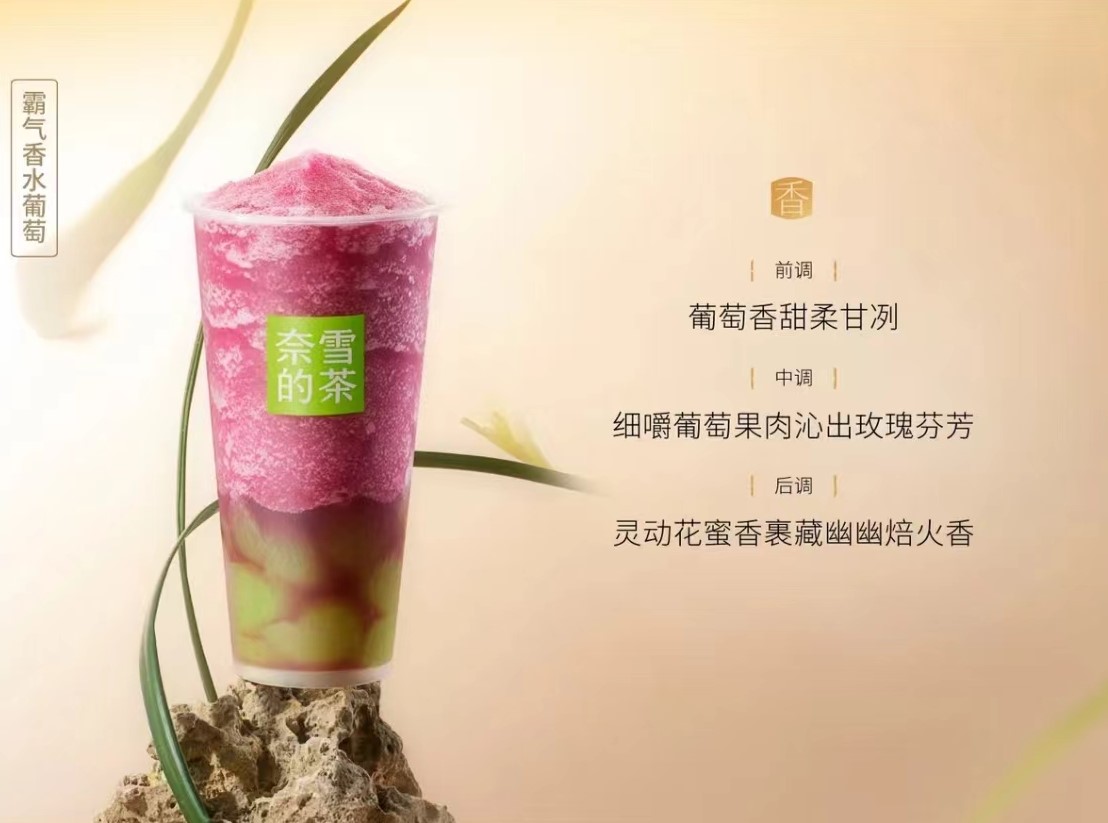 霸气香水葡萄
奈雪
的茶
香
前调
葡萄香甜柔甘冽
中调
细嚼葡萄果肉沁出玫瑰芬芳
后调
灵动花蜜香裹藏幽幽焙火香